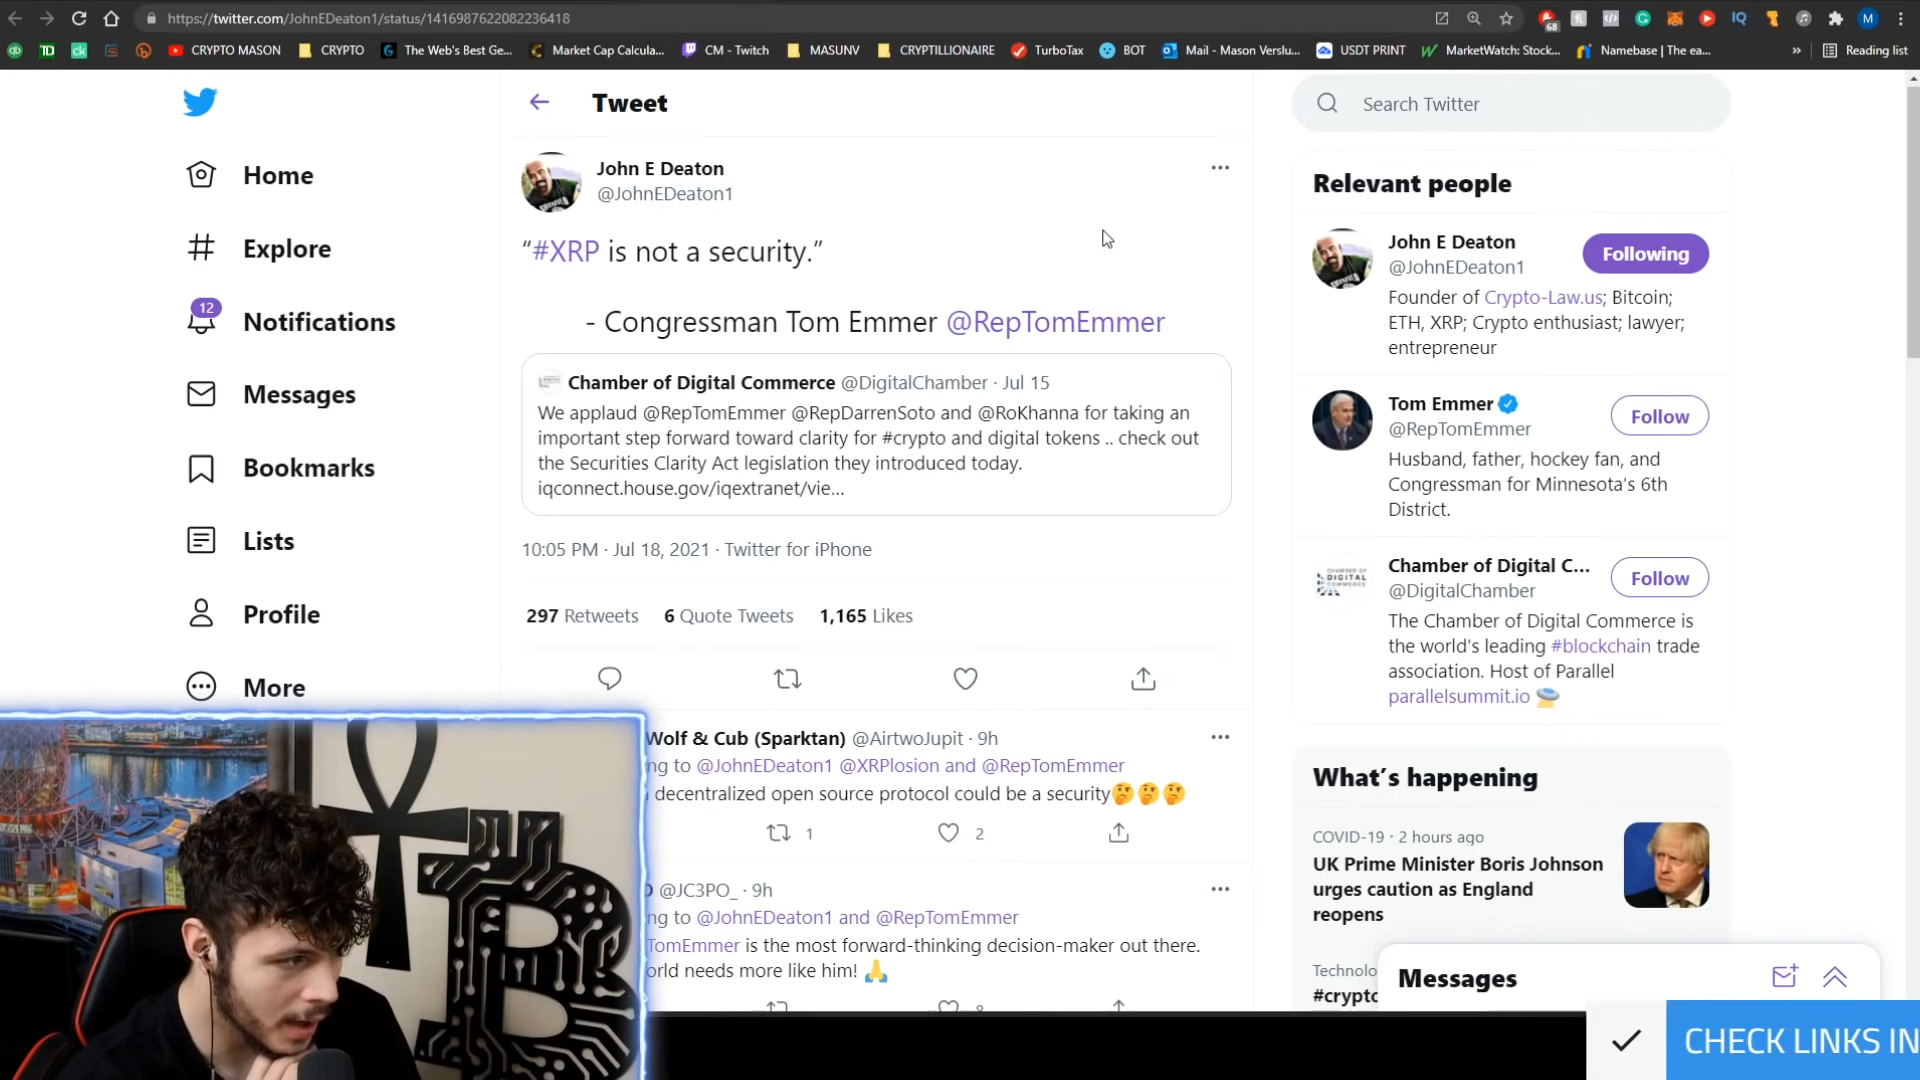 https://twitter.com/JohnEDeaton1/status/1416987622082236418
68
M
TD
CRYPTO MASON
CRYPTO
The Web's Best Ge...
Market Cap Calcula...
CM - Twitch
MASUNV
CRYPTILLIONAIRE
TurboTax
BOT
Mail - Mason Verslu...
USDT PRINT
MarketWatch: Stock...
Namebase | The ea...
»
Reading list
Home
Explore
12
Notifications
Messages
Bookmarks
Lists
Profile
More
Tweet
John E Deaton
@JohnEDeaton1
“#XRP is not a security.”
- Congressman Tom Emmer @RepTomEmmer
Chamber of Digital Commerce @DigitalChamber · Jul 15
We applaud @RepTomEmmer @RepDarrenSoto and @RoKhanna for taking an
important step forward toward clarity for #crypto and digital tokens .. check out
the Securities Clarity Act legislation they introduced today.
iqconnect.house.gov/iqextranet/vie...
10:05 PM · Jul 18, 2021 · Twitter for iPhone
297 Retweets 6 Quote Tweets 1,165 Likes
Wolf & Cub (Sparktan) @AirtwoJupit · 9h
ng to @JohnEDeaton1 @XRPlosion and @RepTomEmmer
decentralized open source protocol could be a security🤔🤔🤔
1 2
@JC3PO_ · 9h
ng to @JohnEDeaton1 and @RepTomEmmer
TomEmmer is the most forward-thinking decision-maker out there.
orld needs more like him! 🙏
Search Twitter
Relevant people
John E Deaton
@JohnEDeaton1
Following
Founder of Crypto-Law.us; Bitcoin;
ETH, XRP; Crypto enthusiast; lawyer;
entrepreneur
Tom Emmer
@RepTomEmmer
Follow
Husband, father, hockey fan, and
Congressman for Minnesota's 6th
District.
Chamber of Digital C...
@DigitalChamber
Follow
The Chamber of Digital Commerce is
the world's leading #blockchain trade
association. Host of Parallel
parallelsummit.io
What's happening
COVID-19 · 2 hours ago
UK Prime Minister Boris Johnson
urges caution as England
reopens
Technolo
#crypto
Messages
CHECK LINKS IN